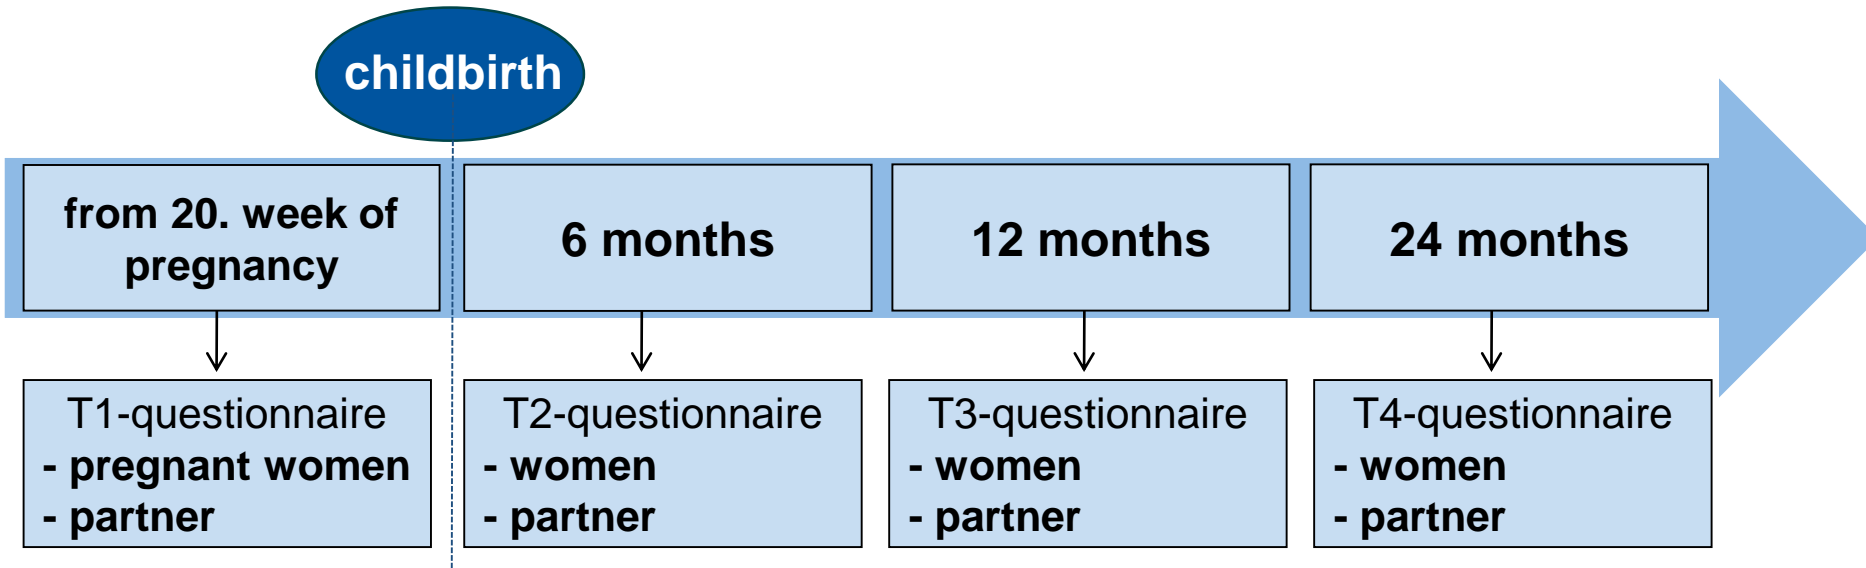 childbirth
from 20. week of
pregnancy
6 months
12 months
24 months
T1-questionnaire
- pregnant women
- partner
T2-questionnaire
- women
- partner
T3-questionnaire
- women
- partner
T4-questionnaire
- women
- partner